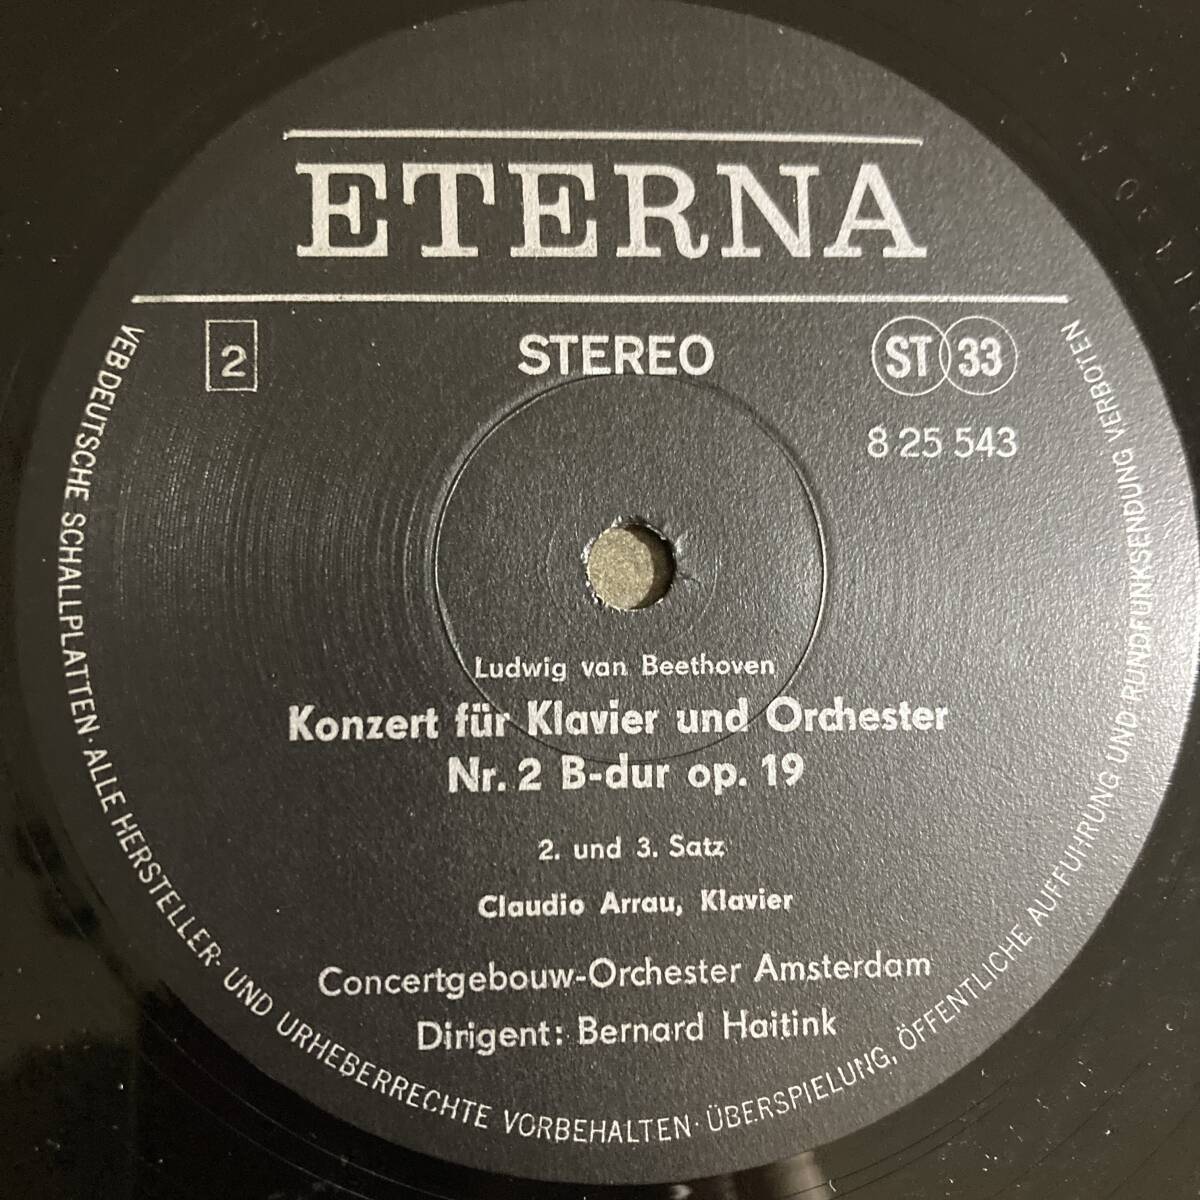 ETERNA
2
STEREO
ST 33
8 25 543
Ludwig van Beethoven
Konzert für Klavier und Orchester
Nr. 2 B-dur op. 19
2. und 3. Satz
Claudio Arrau, Klavier
Concertgebouw-Orchester Amsterdam
Dirigent: Bernard Haitink
VEB DEUTSCHE SCHALLPLATTEN · ALLE HERSTELLER- UND URHEBERRECHTE VORBEHALTEN · ÜBERSPIELUNG, ÖFFENTLICHE AUFFÜHRUNG UND RUNDFUNKSENDUNG VERBOTEN